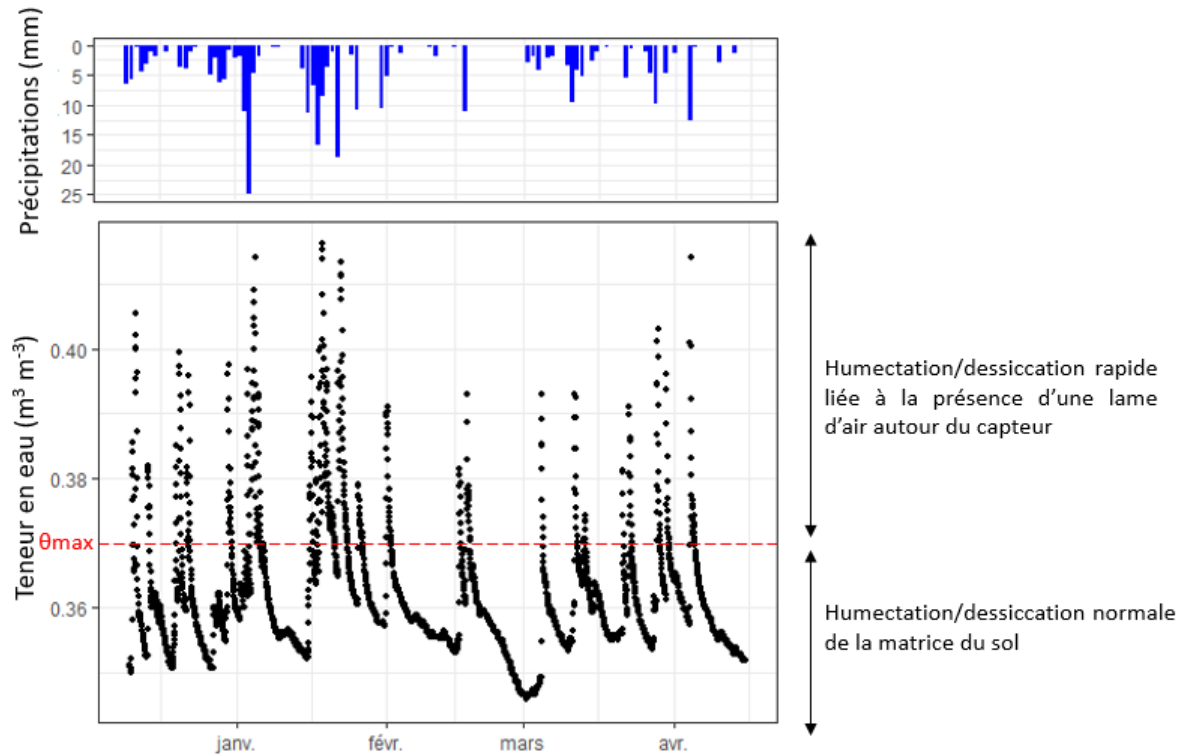 Précipitations (mm)
0
5
10
15
20
25
Teneur en eau (m³ m⁻³)
0.40
0.38
θmax
0.36
janv.
févr.
mars
avr.
Humectation/dessiccation rapide
liée à la présence d'une lame
d'air autour du capteur
Humectation/dessiccation normale
de la matrice du sol